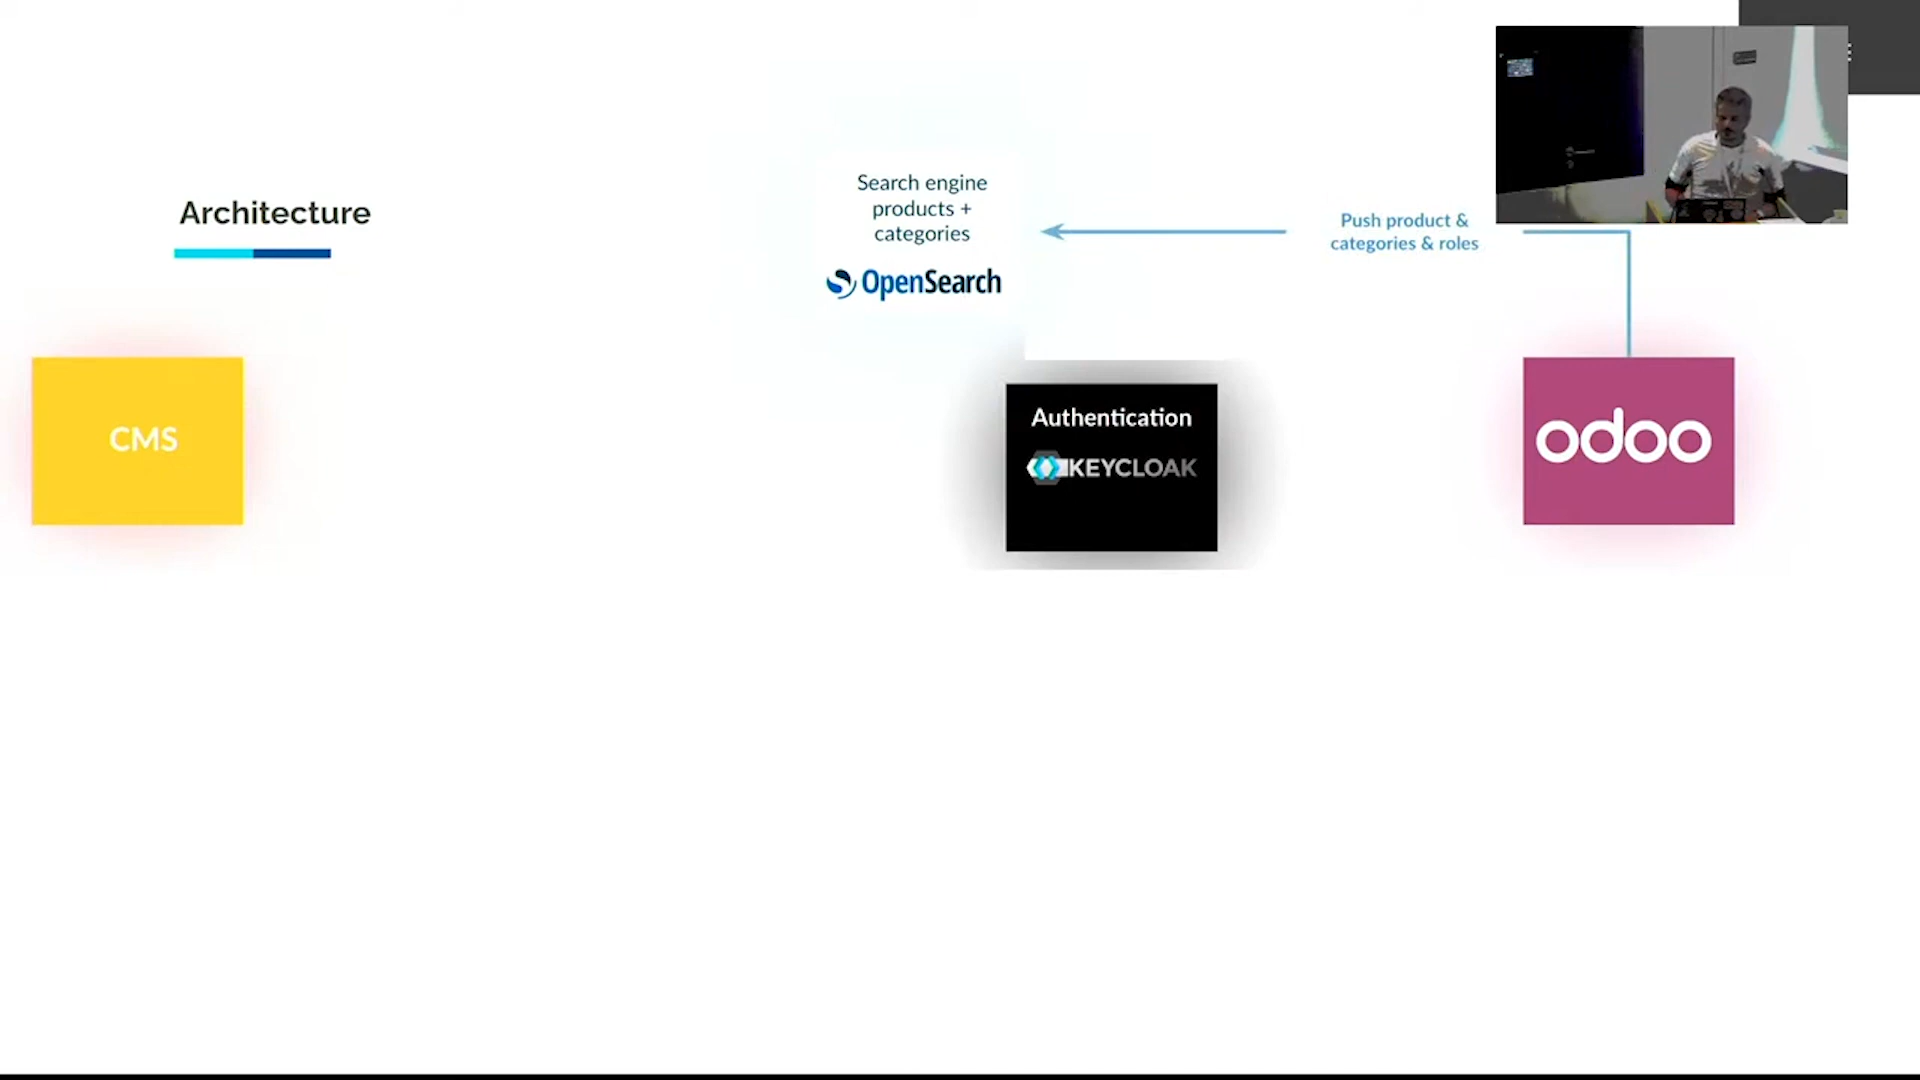 Architecture
Search engine
products +
categories
OpenSearch
Push product &
categories & roles
CMS
Authentication
KEYCLOAK
odoo